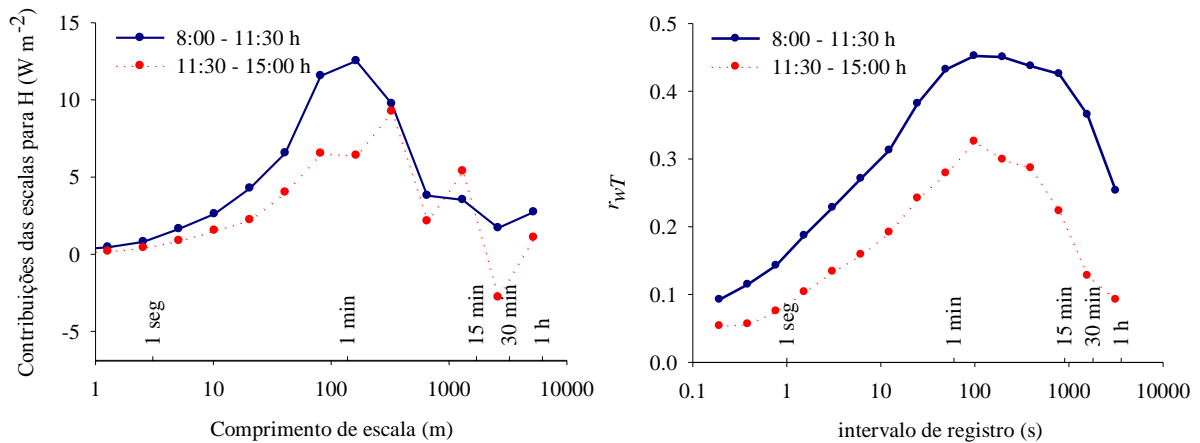 Contribuições das escalas para H (W m⁻²)
15
10
5
0
-5
8:00 - 11:30 h
11:30 - 15:00 h
1 seg
1 min
15 min
30 min
1 h
1
10
100
1000
10000
Comprimento de escala (m)
r_wT
0.5
0.4
0.3
0.2
0.1
0.0
8:00 - 11:30 h
11:30 - 15:00 h
1 seg
1 min
15 min
30 min
1 h
0.1
1
10
100
1000
10000
intervalo de registro (s)